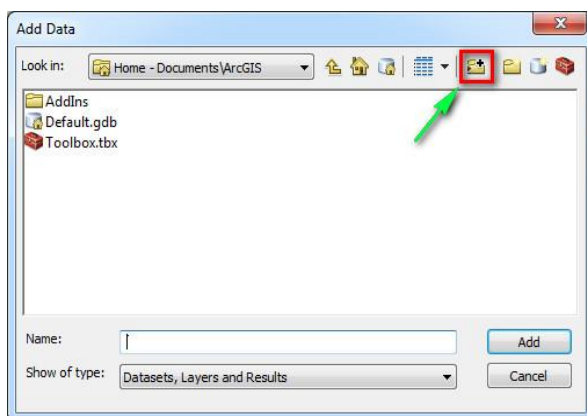 Add Data
Look in:
Home - Documents\ArcGIS
AddIns
Default.gdb
Toolbox.tbx
Name:
Add
Show of type:
Datasets, Layers and Results
Cancel